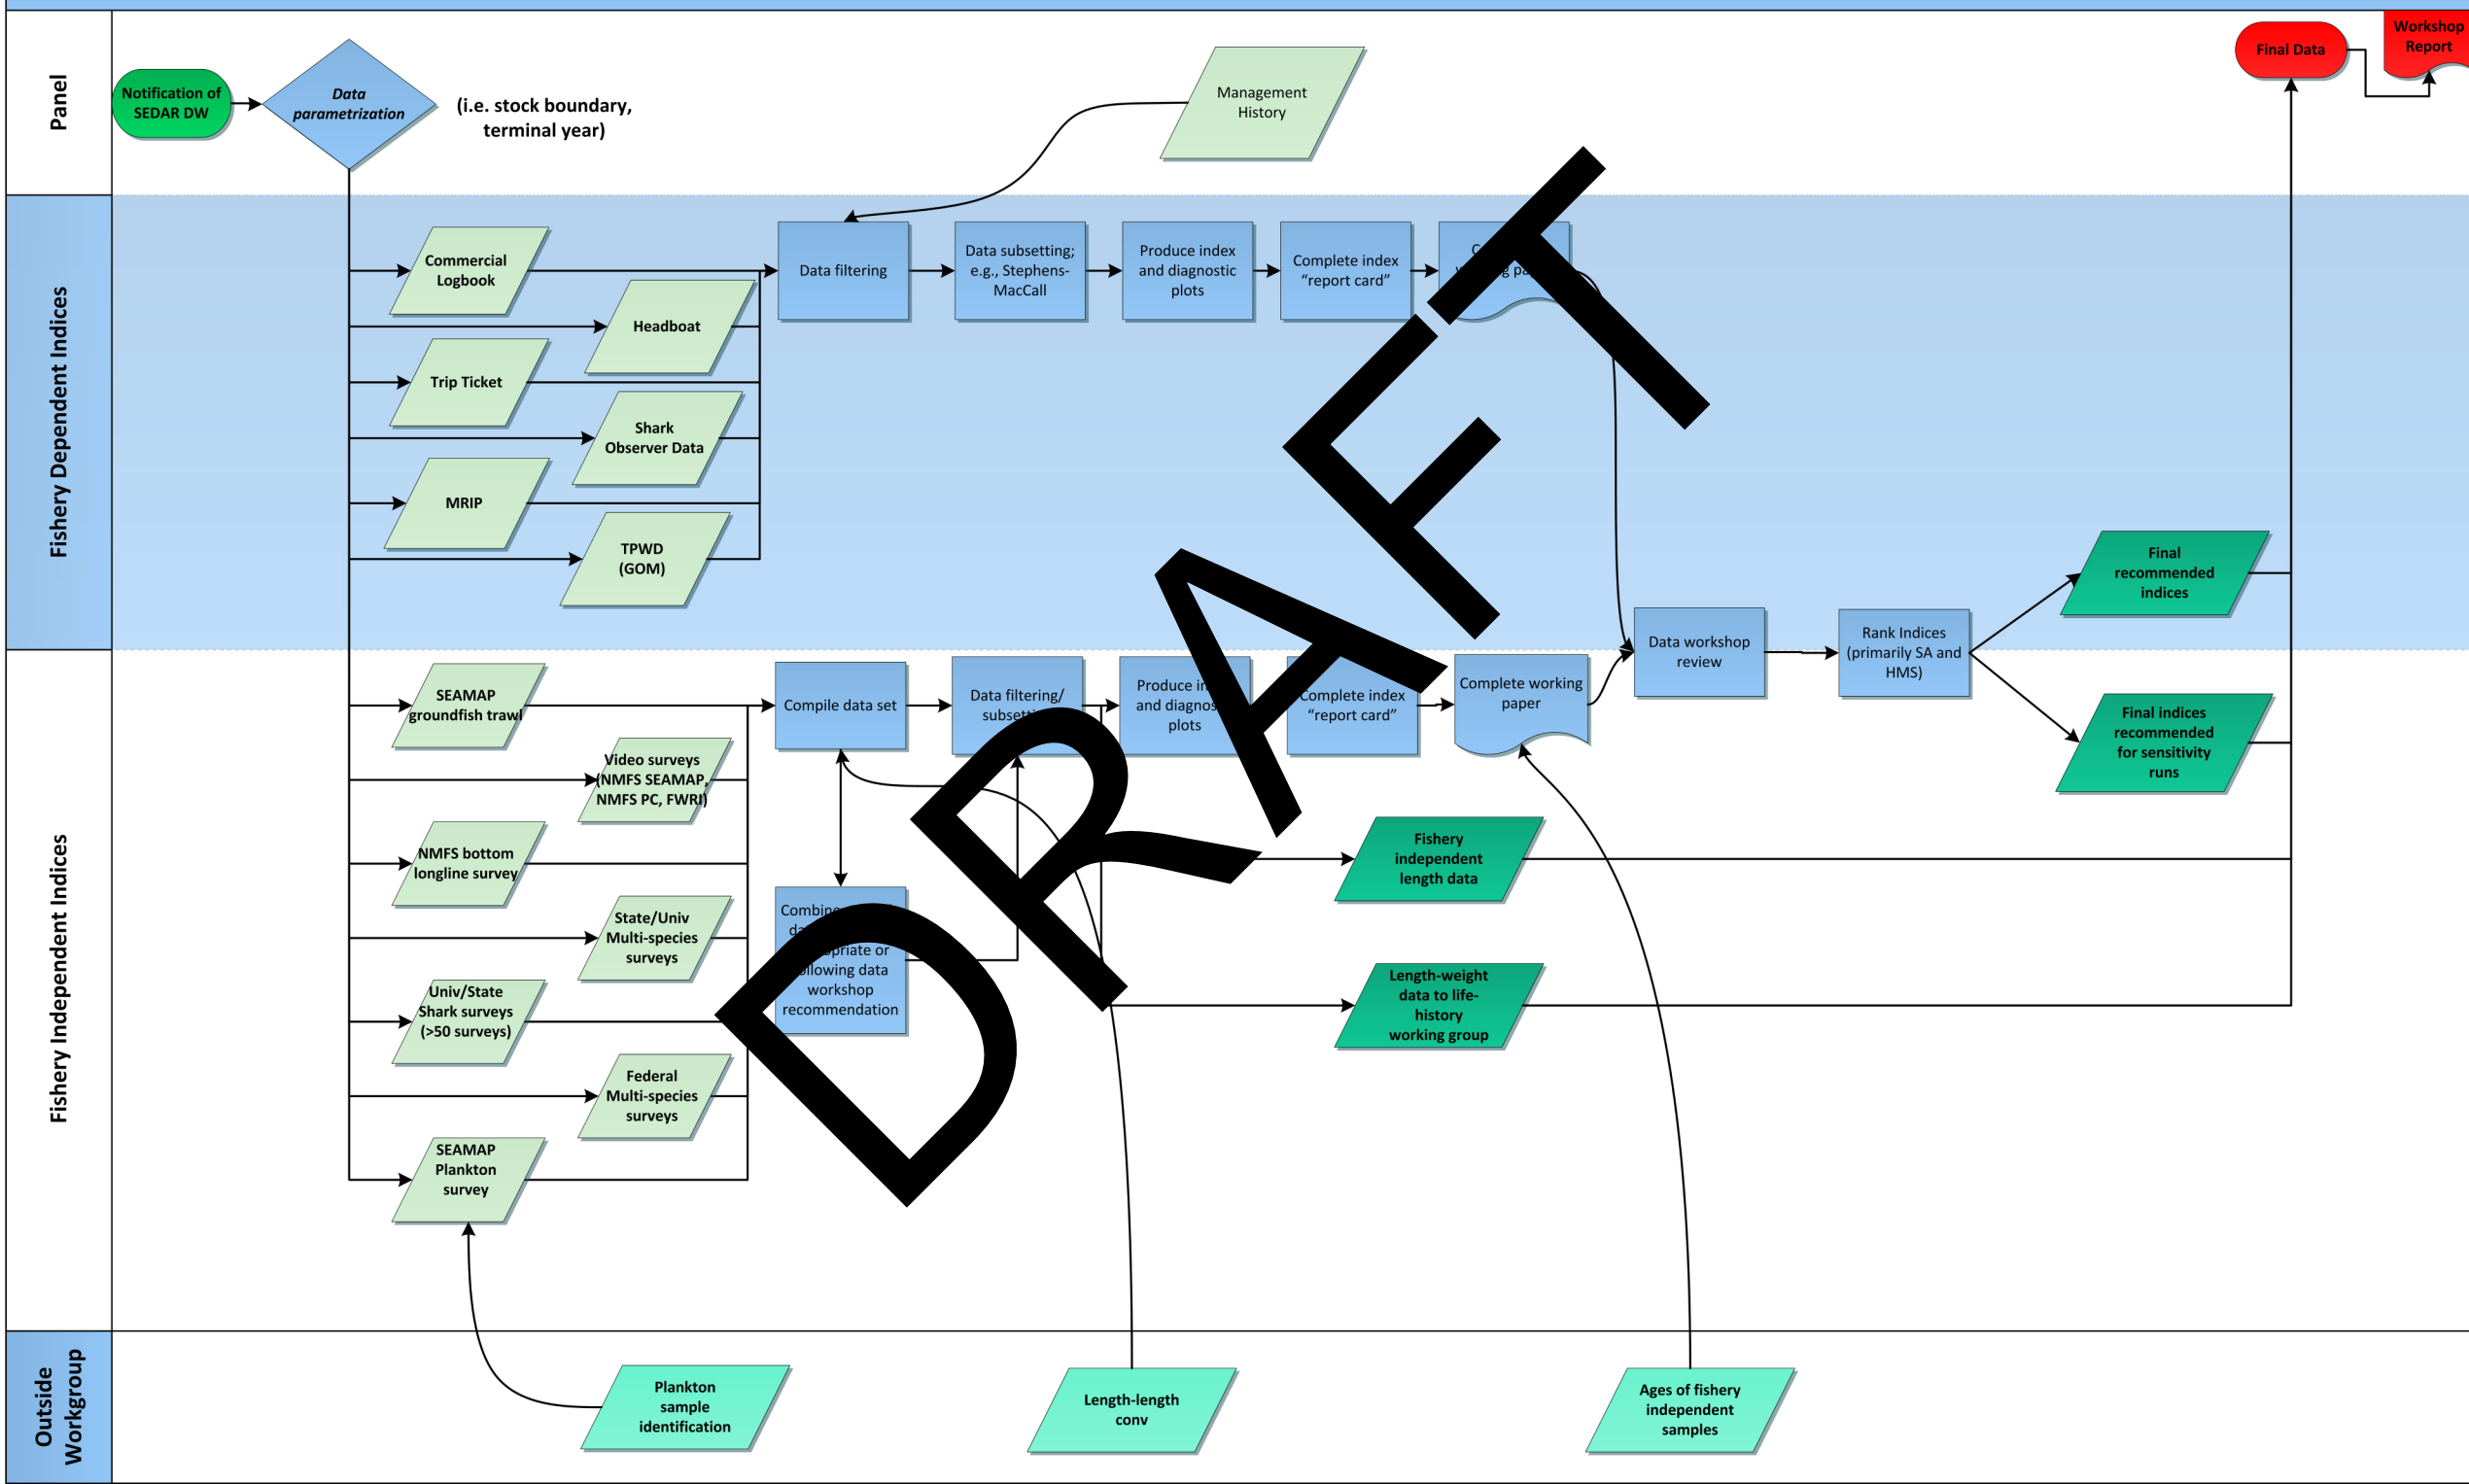 Panel
Notification of
SEDAR DW
Data
parametrization
(i.e. stock boundary,
terminal year)
Management
History
Final Data
Workshop
Report
Fishery Dependent Indices
Commercial
Logbook
Headboat
Trip Ticket
Shark
Observer Data
MRIP
TPWD
(GOM)
Data filtering
Data subsetting;
e.g., Stephens-
MacCall
Produce index
and diagnostic
plots
Complete index
“report card”
Final
recommended
indices
Data workshop
review
Rank Indices
(primarily SA and
HMS)
Final indices
recommended
for sensitivity
runs
Fishery Independent Indices
SEAMAP
groundfish trawl
Video surveys
(NMFS SEAMAP,
NMFS PC, FWRI)
NMFS bottom
longline survey
State/Univ
Multi-species
surveys
Univ/State
Shark surveys
(>50 surveys)
Federal
Multi-species
surveys
SEAMAP
Plankton
survey
Compile data set
Data filtering/
Produce
and
plots
Complete index
“report card”
Complete working
paper
or
data
workshop
recommendation
Fishery
independent
length data
Length-weight
data to life-
history
working group
Outside
Workgroup
Plankton
sample
identification
Length-length
conv
Ages of fishery
independent
samples
DRAFT